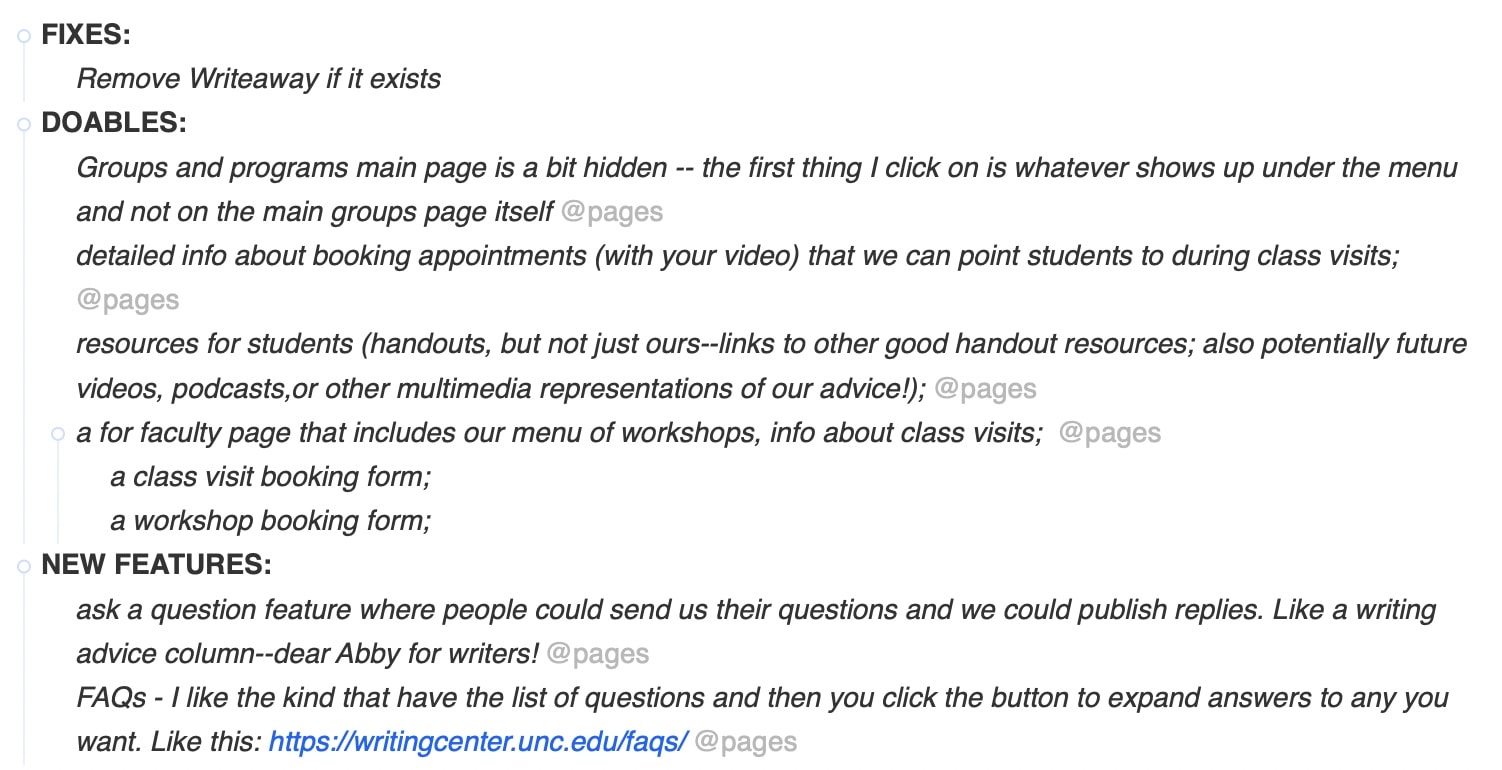 FIXES:
Remove Writeaway if it exists
DOABLES:
Groups and programs main page is a bit hidden -- the first thing I click on is whatever shows up under the menu
and not on the main groups page itself @pages
detailed info about booking appointments (with your video) that we can point students to during class visits;
@pages
resources for students (handouts, but not just ours--links to other good handout resources; also potentially future
videos, podcasts,or other multimedia representations of our advice!); @pages
a for faculty page that includes our menu of workshops, info about class visits;  @pages
a class visit booking form;
a workshop booking form;
NEW FEATURES:
ask a question feature where people could send us their questions and we could publish replies. Like a writing
advice column--dear Abby for writers! @pages
FAQs - I like the kind that have the list of questions and then you click the button to expand answers to any you
want. Like this: https://writingcenter.unc.edu/faqs/ @pages